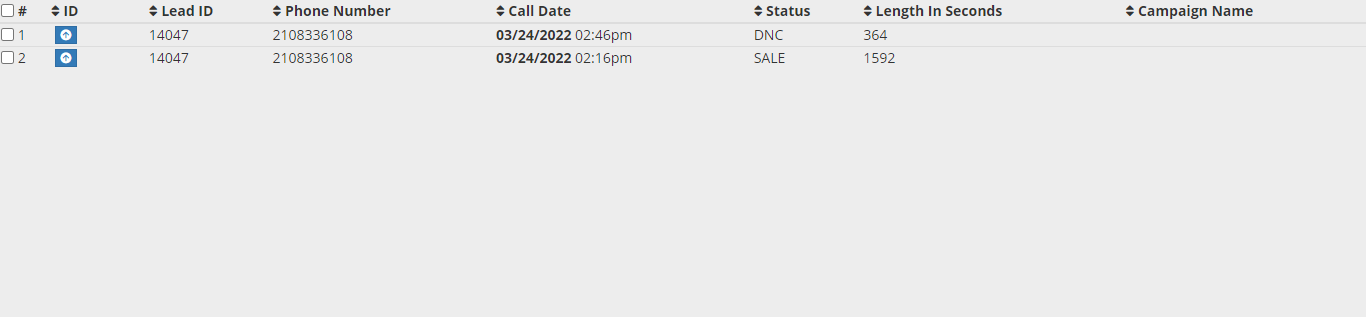 # ID Lead ID Phone Number Call Date Status Length In Seconds Campaign Name
1 14047 2108336108 03/24/2022 02:46pm DNC 364
2 14047 2108336108 03/24/2022 02:16pm SALE 1592